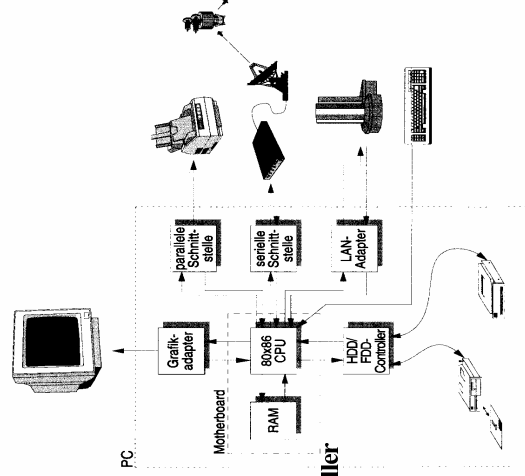 PC
Motherboard
Grafik-
adapter
parallele
Schnitt-
stelle
RAM
80x86
CPU
serielle
Schnitt-
stelle
HDD/
FDD-
Controller
LAN-
Adapter
ller